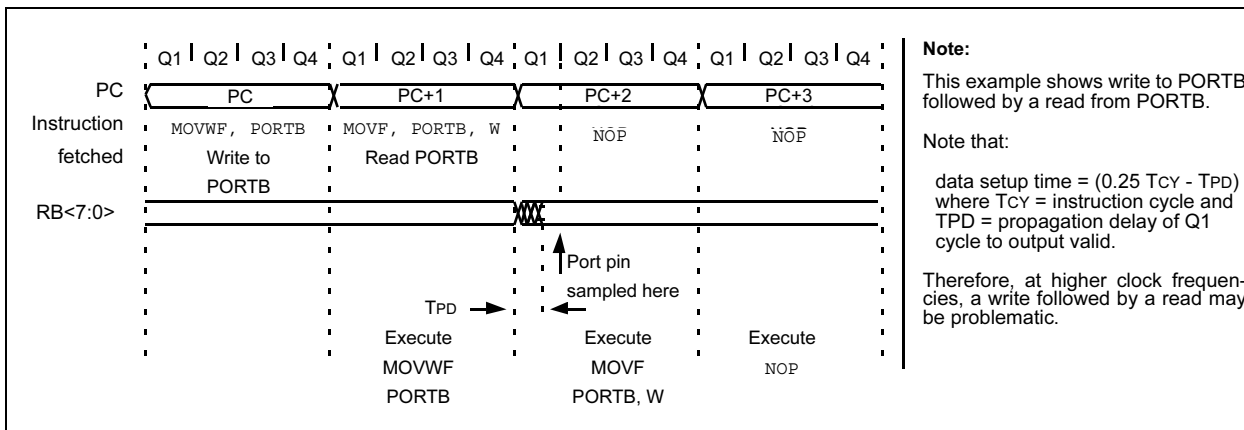 Q1 Q2 Q3 Q4 Q1 Q2 Q3 Q4 Q1 Q2 Q3 Q4 Q1 Q2 Q3 Q4
PC PC PC+1 PC+2 PC+3
Instruction
fetched
MOVWF, PORTB
Write to
PORTB
MOVF, PORTB, W
Read PORTB
NOP
NOP
RB<7:0>
Port pin
sampled here
TPD
Execute
MOVWF
PORTB
Execute
MOVF
PORTB, W
Execute
NOP
Note:
This example shows write to PORTB
followed by a read from PORTB.
Note that:
data setup time = (0.25 TCY - TPD)
where TCY = instruction cycle and
TPD = propagation delay of Q1
cycle to output valid.
Therefore, at higher clock frequen-
cies, a write followed by a read may
be problematic.